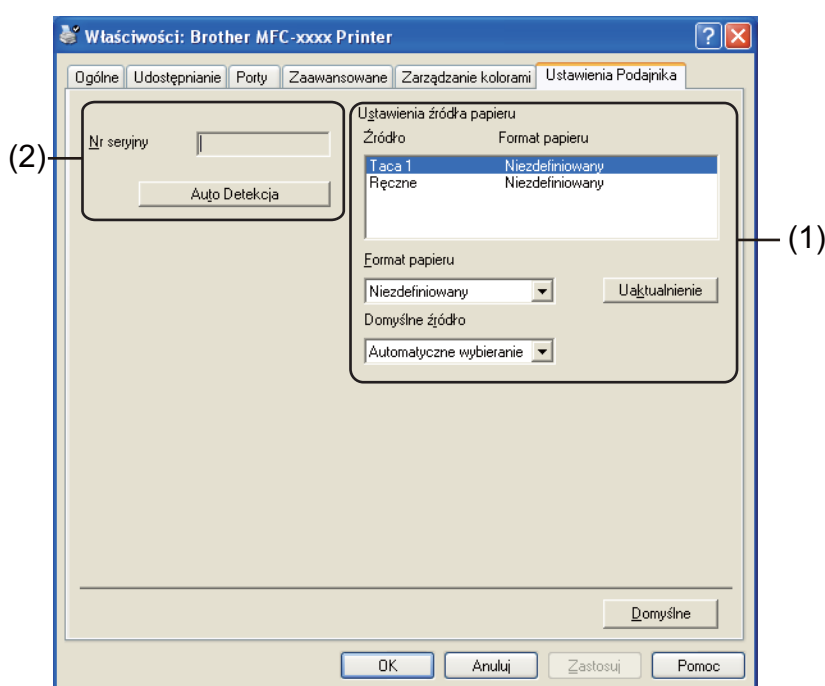 Właściwości: Brother MFC-xxxx Printer
Ogólne Udostępnianie Porty Zaawansowane Zarządzanie kolorami Ustawienia Podajnika
(2)
Nr seryjny
Auto Detekcja
Ustawienia źródła papieru
Źródło Format papieru
Taca 1 Niezdefiniowany
Ręczne Niezdefiniowany
(1)
Format papieru
Niezdefiniowany Uaktualnienie
Domyślne źródło
Automatyczne wybieranie
Domyślne
OK Anuluj Zastosuj Pomoc